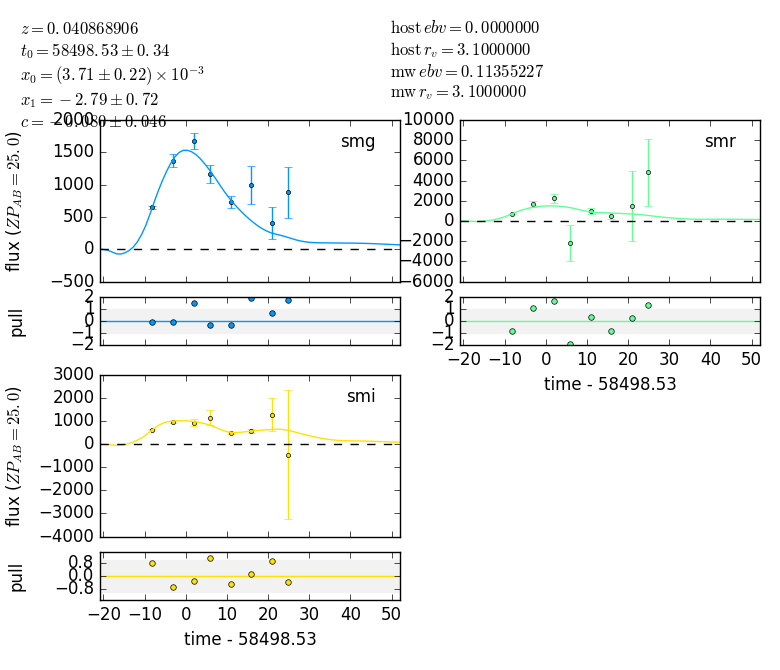 z = 0.040868906
t₀ = 58498.53 ± 0.34
x₀ = (3.71 ± 0.22) × 10⁻³
x₁ = −2.79 ± 0.72
c = −0.080 ± 0.046
host ebv = 0.0000000
host r_v = 3.1000000
mw ebv = 0.11355227
mw r_v = 3.1000000
smg
flux (ZP_AB = 25.0)
2000
1500
1000
500
0
−500
smr
10000
8000
6000
4000
2000
0
−2000
−4000
−6000
pull
2
1
0
−1
−2
2
1
0
−1
−2
−20 −10 0 10 20 30 40 50
time - 58498.53
smi
flux (ZP_AB = 25.0)
3000
2000
1000
0
−1000
−2000
−3000
−4000
pull
0.8
0.0
−0.8
−20 −10 0 10 20 30 40 50
time - 58498.53